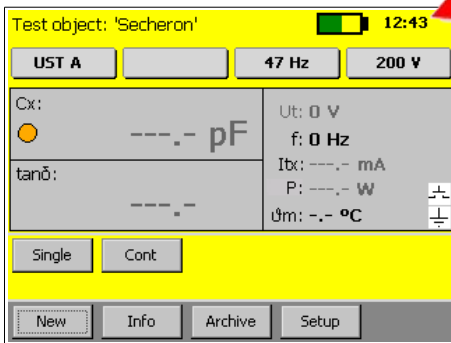 Test object: 'Secheron' 12:43
UST A 47 Hz 200 V
Cx:
---.- pF
tanδ:
---.-
Ut: 0 V
f: 0 Hz
Itx: ---.- mA
P: ---.- W
ϑm: -.- ºC
Single Cont
New Info Archive Setup